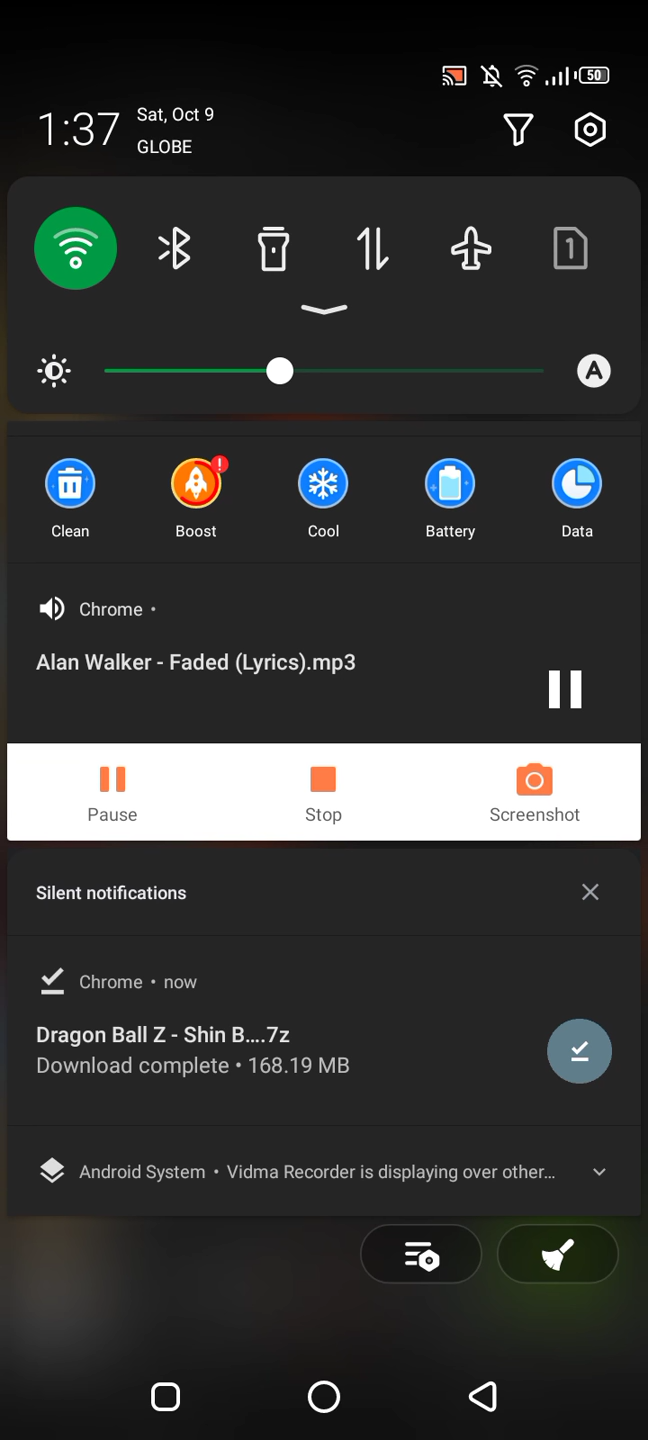 50
1:37
Sat, Oct 9
GLOBE
1
A
Clean
Boost
Cool
Battery
Data
Chrome •
Alan Walker - Faded (Lyrics).mp3
Pause
Stop
Screenshot
Silent notifications
Chrome • now
Dragon Ball Z - Shin B....7z
Download complete • 168.19 MB
Android System • Vidma Recorder is displaying over other...